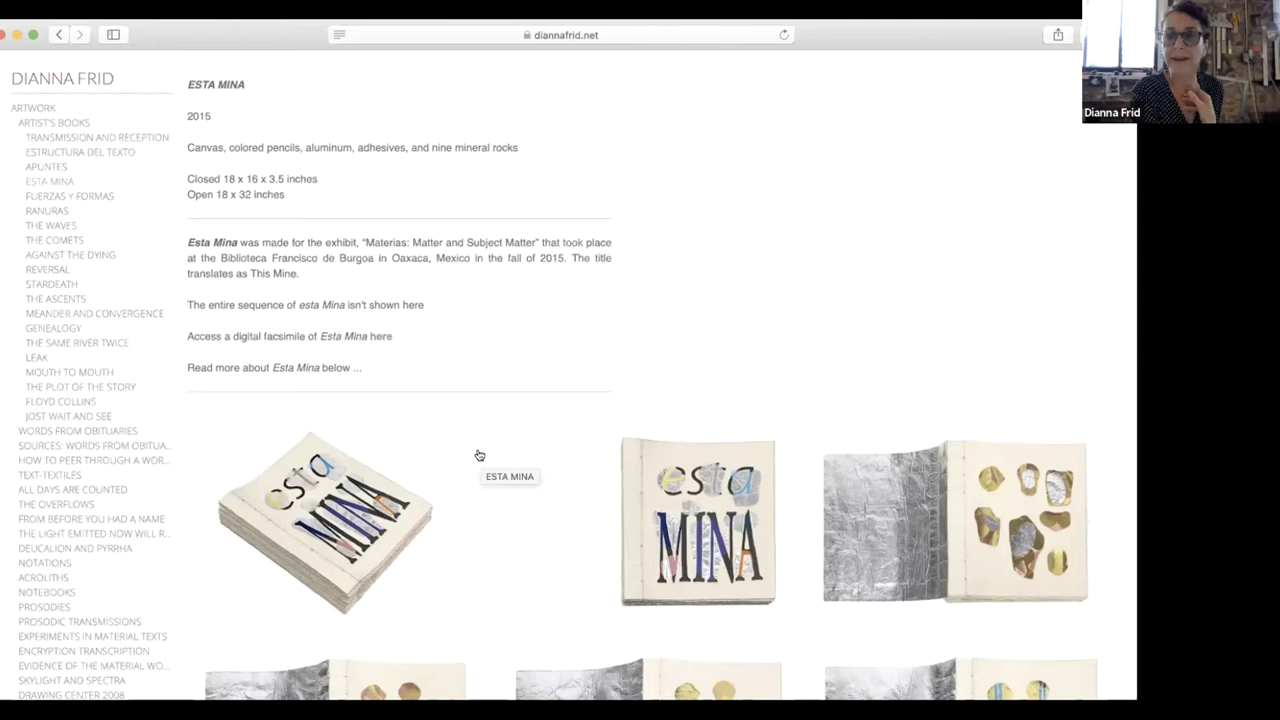 diannafrid.net
Dianna Frid
DIANNA FRID
ARTWORK
ARTIST'S BOOKS
TRANSMISSION AND RECEPTION
ESTRUCTURA DEL TEXTO
APUNTES
ESTA MINA
FUERZAS Y FORMAS
RANURAS
THE WAVES
THE COMETS
AGAINST THE DYING
REVERSAL
STARDEATH
THE ASCENTS
MEANDER AND CONVERGENCE
GENEALOGY
THE SAME RIVER TWICE
LEAK
MOUTH TO MOUTH
THE PLOT OF THE STORY
FLOYD COLLINS
JOST WAIT AND SEE
WORDS FROM OBITUARIES
SOURCES: WORDS FROM OBITUA...
HOW TO PEER THROUGH A WOR...
TEXT-TEXTILES
ALL DAYS ARE COUNTED
THE OVERFLOWS
FROM BEFORE YOU HAD A NAME
THE LIGHT EMITTED NOW WILL R...
DEUCALION AND PYRRHA
NOTATIONS
ACROLITHS
NOTEBOOKS
PROSODIES
PROSODIC TRANSMISSIONS
EXPERIMENTS IN MATERIAL TEXTS
ENCRYPTION TRANSCRIPTION
EVIDENCE OF THE MATERIAL WO...
SKYLIGHT AND SPECTRA
DRAWING CENTER 2008
ESTA MINA
2015
Canvas, colored pencils, aluminum, adhesives, and nine mineral rocks
Closed 18 x 16 x 3.5 inches
Open 18 x 32 inches
Esta Mina was made for the exhibit, “Materias: Matter and Subject Matter” that took place
at the Biblioteca Francisco de Burgoa in Oaxaca, Mexico in the fall of 2015. The title
translates as This Mine.
The entire sequence of esta Mina isn't shown here
Access a digital facsimile of Esta Mina here
Read more about Esta Mina below ...
esta
MINA
ESTA MINA
esta
MINA